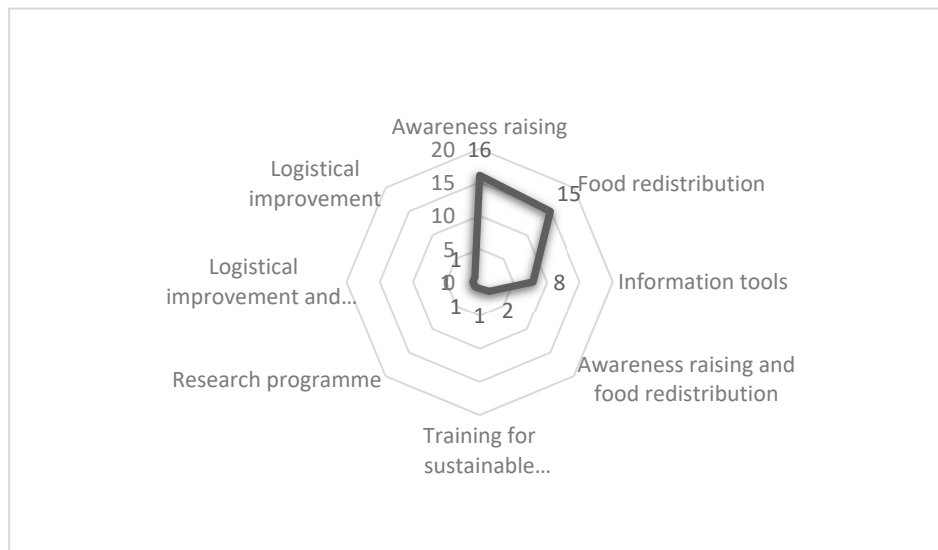 Awareness raising
20 16
Logistical
improvement
15
15
Food redistribution
10
5
1
Logistical
improvement and...
1
0
8
Information tools
1
1
2
Research programme
Awareness raising and
food redistribution
Training for
sustainable...